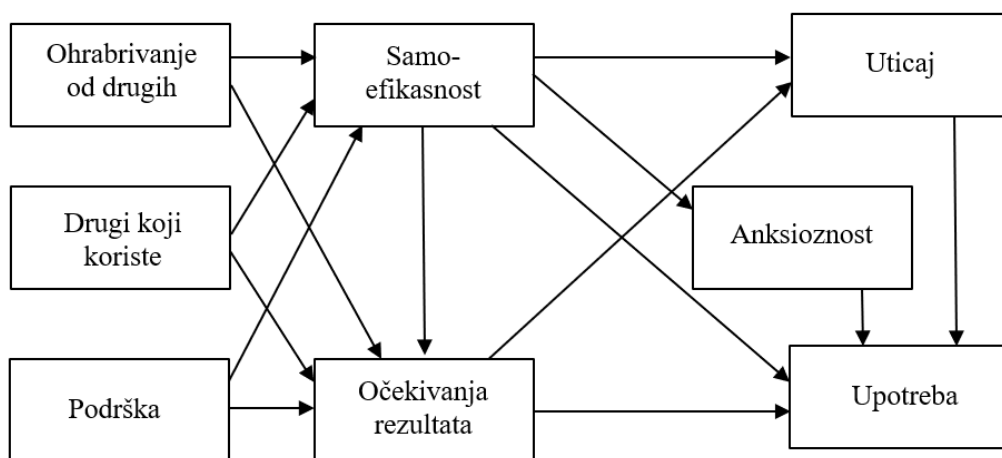 Ohrabrivanje
od drugih
Samo-
efikasnost
Uticaj
Drugi koji
koriste
Anksioznost
Podrška
Očekivanja
rezultata
Upotreba